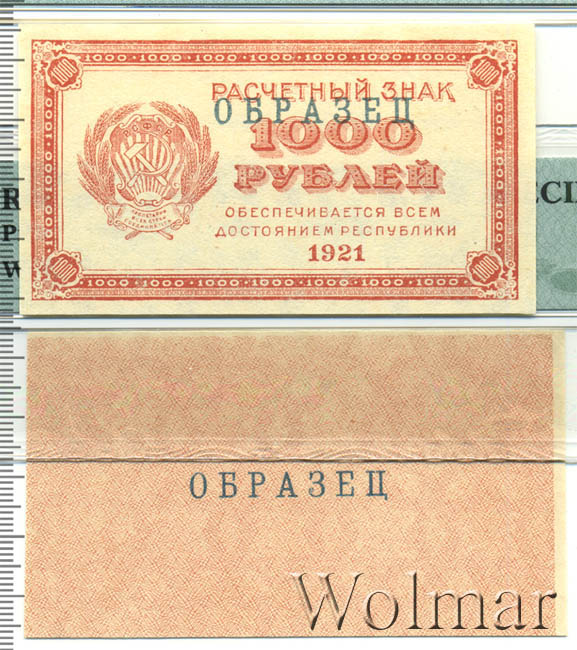 РАСЧЕТНЫЙ ЗНАК
ОБРАЗЕЦ
1000
РУБЛЕЙ
ОБЕСПЕЧИВАЕТСЯ ВСЕМ
ДОСТОЯНИЕМ РЕСПУБЛИКИ
1921
ОБРАЗЕЦ
Wolmar